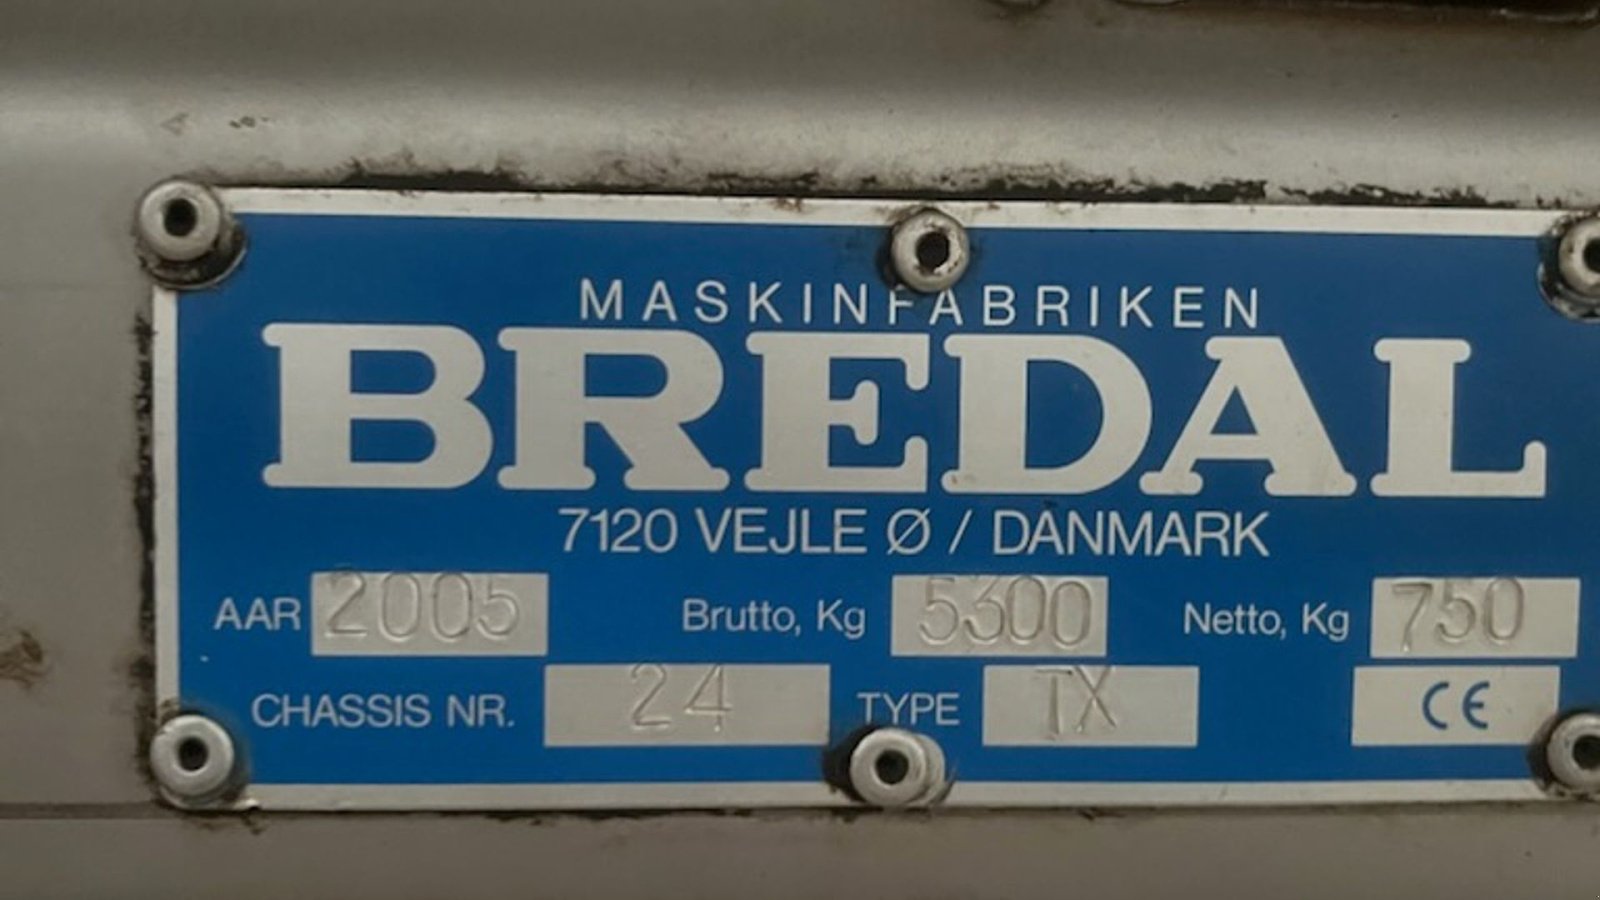 MASKINFABRIKEN
BREDAL
7120 VEJLE Ø / DANMARK
AAR 2005 Brutto, Kg 5300 Netto, Kg 750
CHASSIS NR. 24 TYPE TX CE